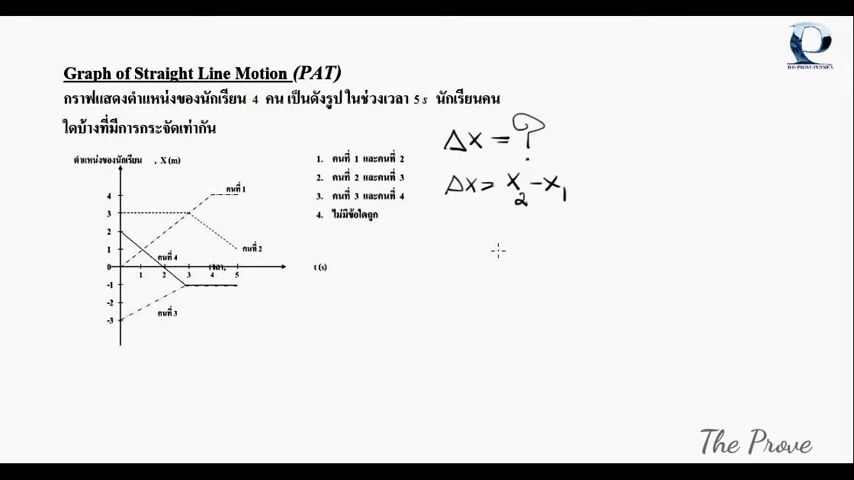 THE PROVE PHYSICS
Graph of Straight Line Motion (PAT)
กราฟแสดงตำแหน่งของนักเรียน 4 คน เป็นดังรูป ในช่วงเวลา 5 s นักเรียนคน
ใดบ้างที่มีการกระจัดเท่ากัน
ΔX = ?
ΔX = X2 - X1
ตำแหน่งของนักเรียน , X (m)
1. คนที่ 1 และคนที่ 2
2. คนที่ 2 และคนที่ 3
3. คนที่ 3 และคนที่ 4
4. ไม่มีข้อใดถูก
4
3
2
1
0
-1
-2
-3
คนที่ 1
คนที่ 2
คนที่ 4
คนที่ 3
1 2 3 4 5
t (s)
The Prove